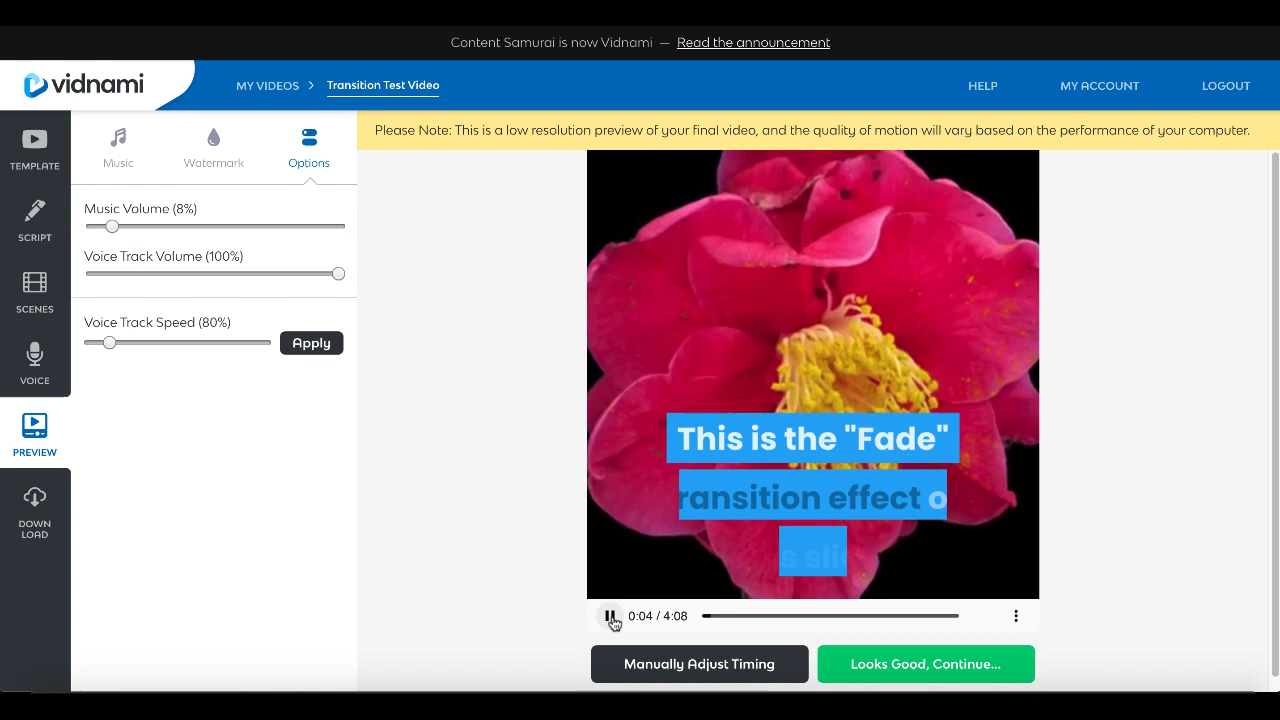 Content Samurai is now Vidnami — Read the announcement
vidnami
MY VIDEOS > Transition Test Video
HELP
MY ACCOUNT
LOGOUT
TEMPLATE
SCRIPT
SCENES
VOICE
PREVIEW
DOWN
LOAD
Music
Watermark
Options
Music Volume (8%)
Voice Track Volume (100%)
Voice Track Speed (80%)
Apply
Please Note: This is a low resolution preview of your final video, and the quality of motion will vary based on the performance of your computer.
This is the "Fade"
ransition effect o
s slid
0:04 / 4:08
Manually Adjust Timing
Looks Good, Continue...